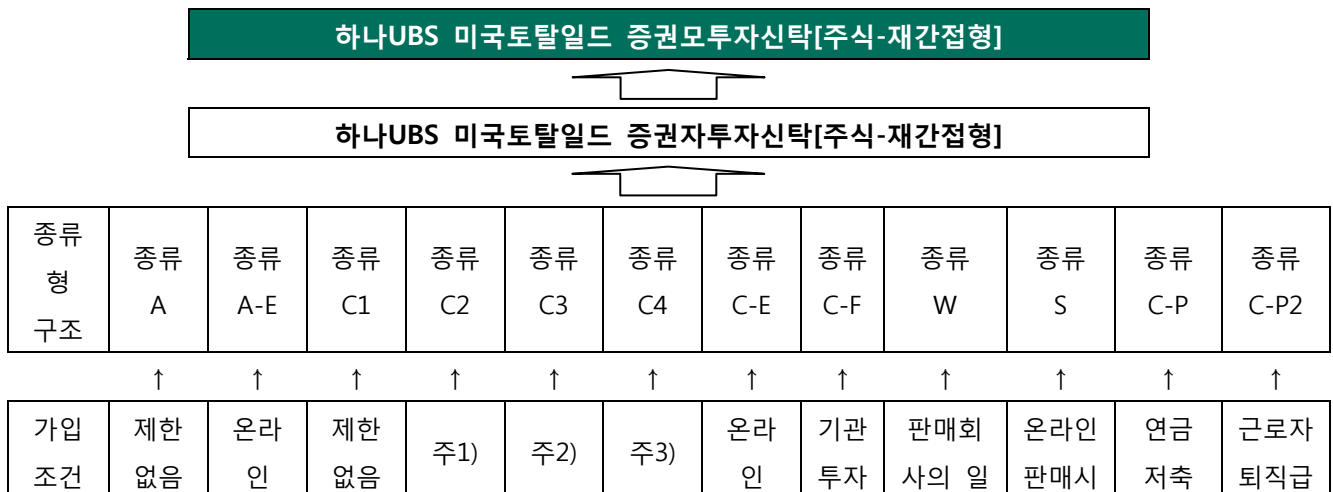 하나UBS 미국토탈일드 증권모투자신탁[주식-재간접형]
하나UBS 미국토탈일드 증권자투자신탁[주식-재간접형]
종류
형
구조
종류
A
종류
A-E
종류
C1
종류
C2
종류
C3
종류
C4
종류
C-E
종류
C-F
종류
W
종류
S
종류
C-P
종류
C-P2
↑ ↑ ↑ ↑ ↑ ↑ ↑ ↑ ↑ ↑ ↑ ↑
가입
조건
제한
없음
온라
인
제한
없음
주1)
주2)
주3)
온라
인
기관
투자
판매회
사의 일
온라인
판매시
연금
저축
근로자
퇴직급